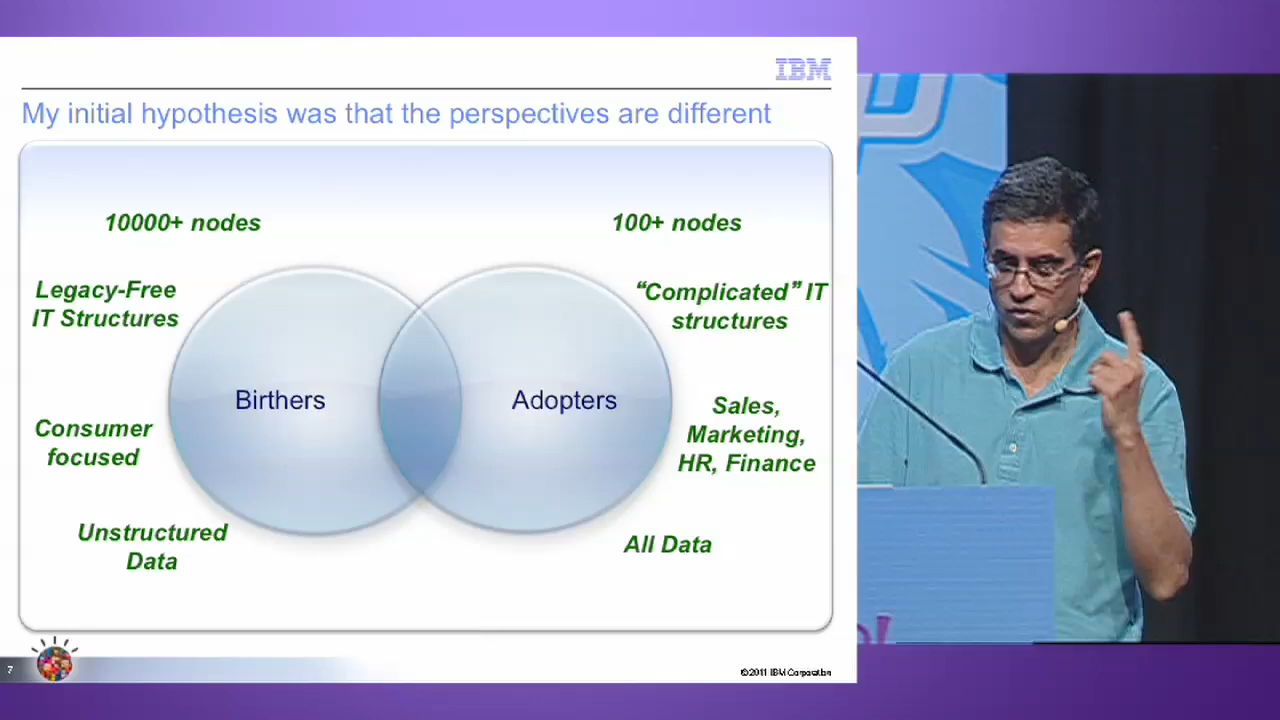 IBM
My initial hypothesis was that the perspectives are different
10000+ nodes
100+ nodes
Legacy-Free
IT Structures
“Complicated” IT
structures
Birthers
Adopters
Consumer
focused
Sales,
Marketing,
HR, Finance
Unstructured
Data
All Data
7
©2011 IBM Corporation
!